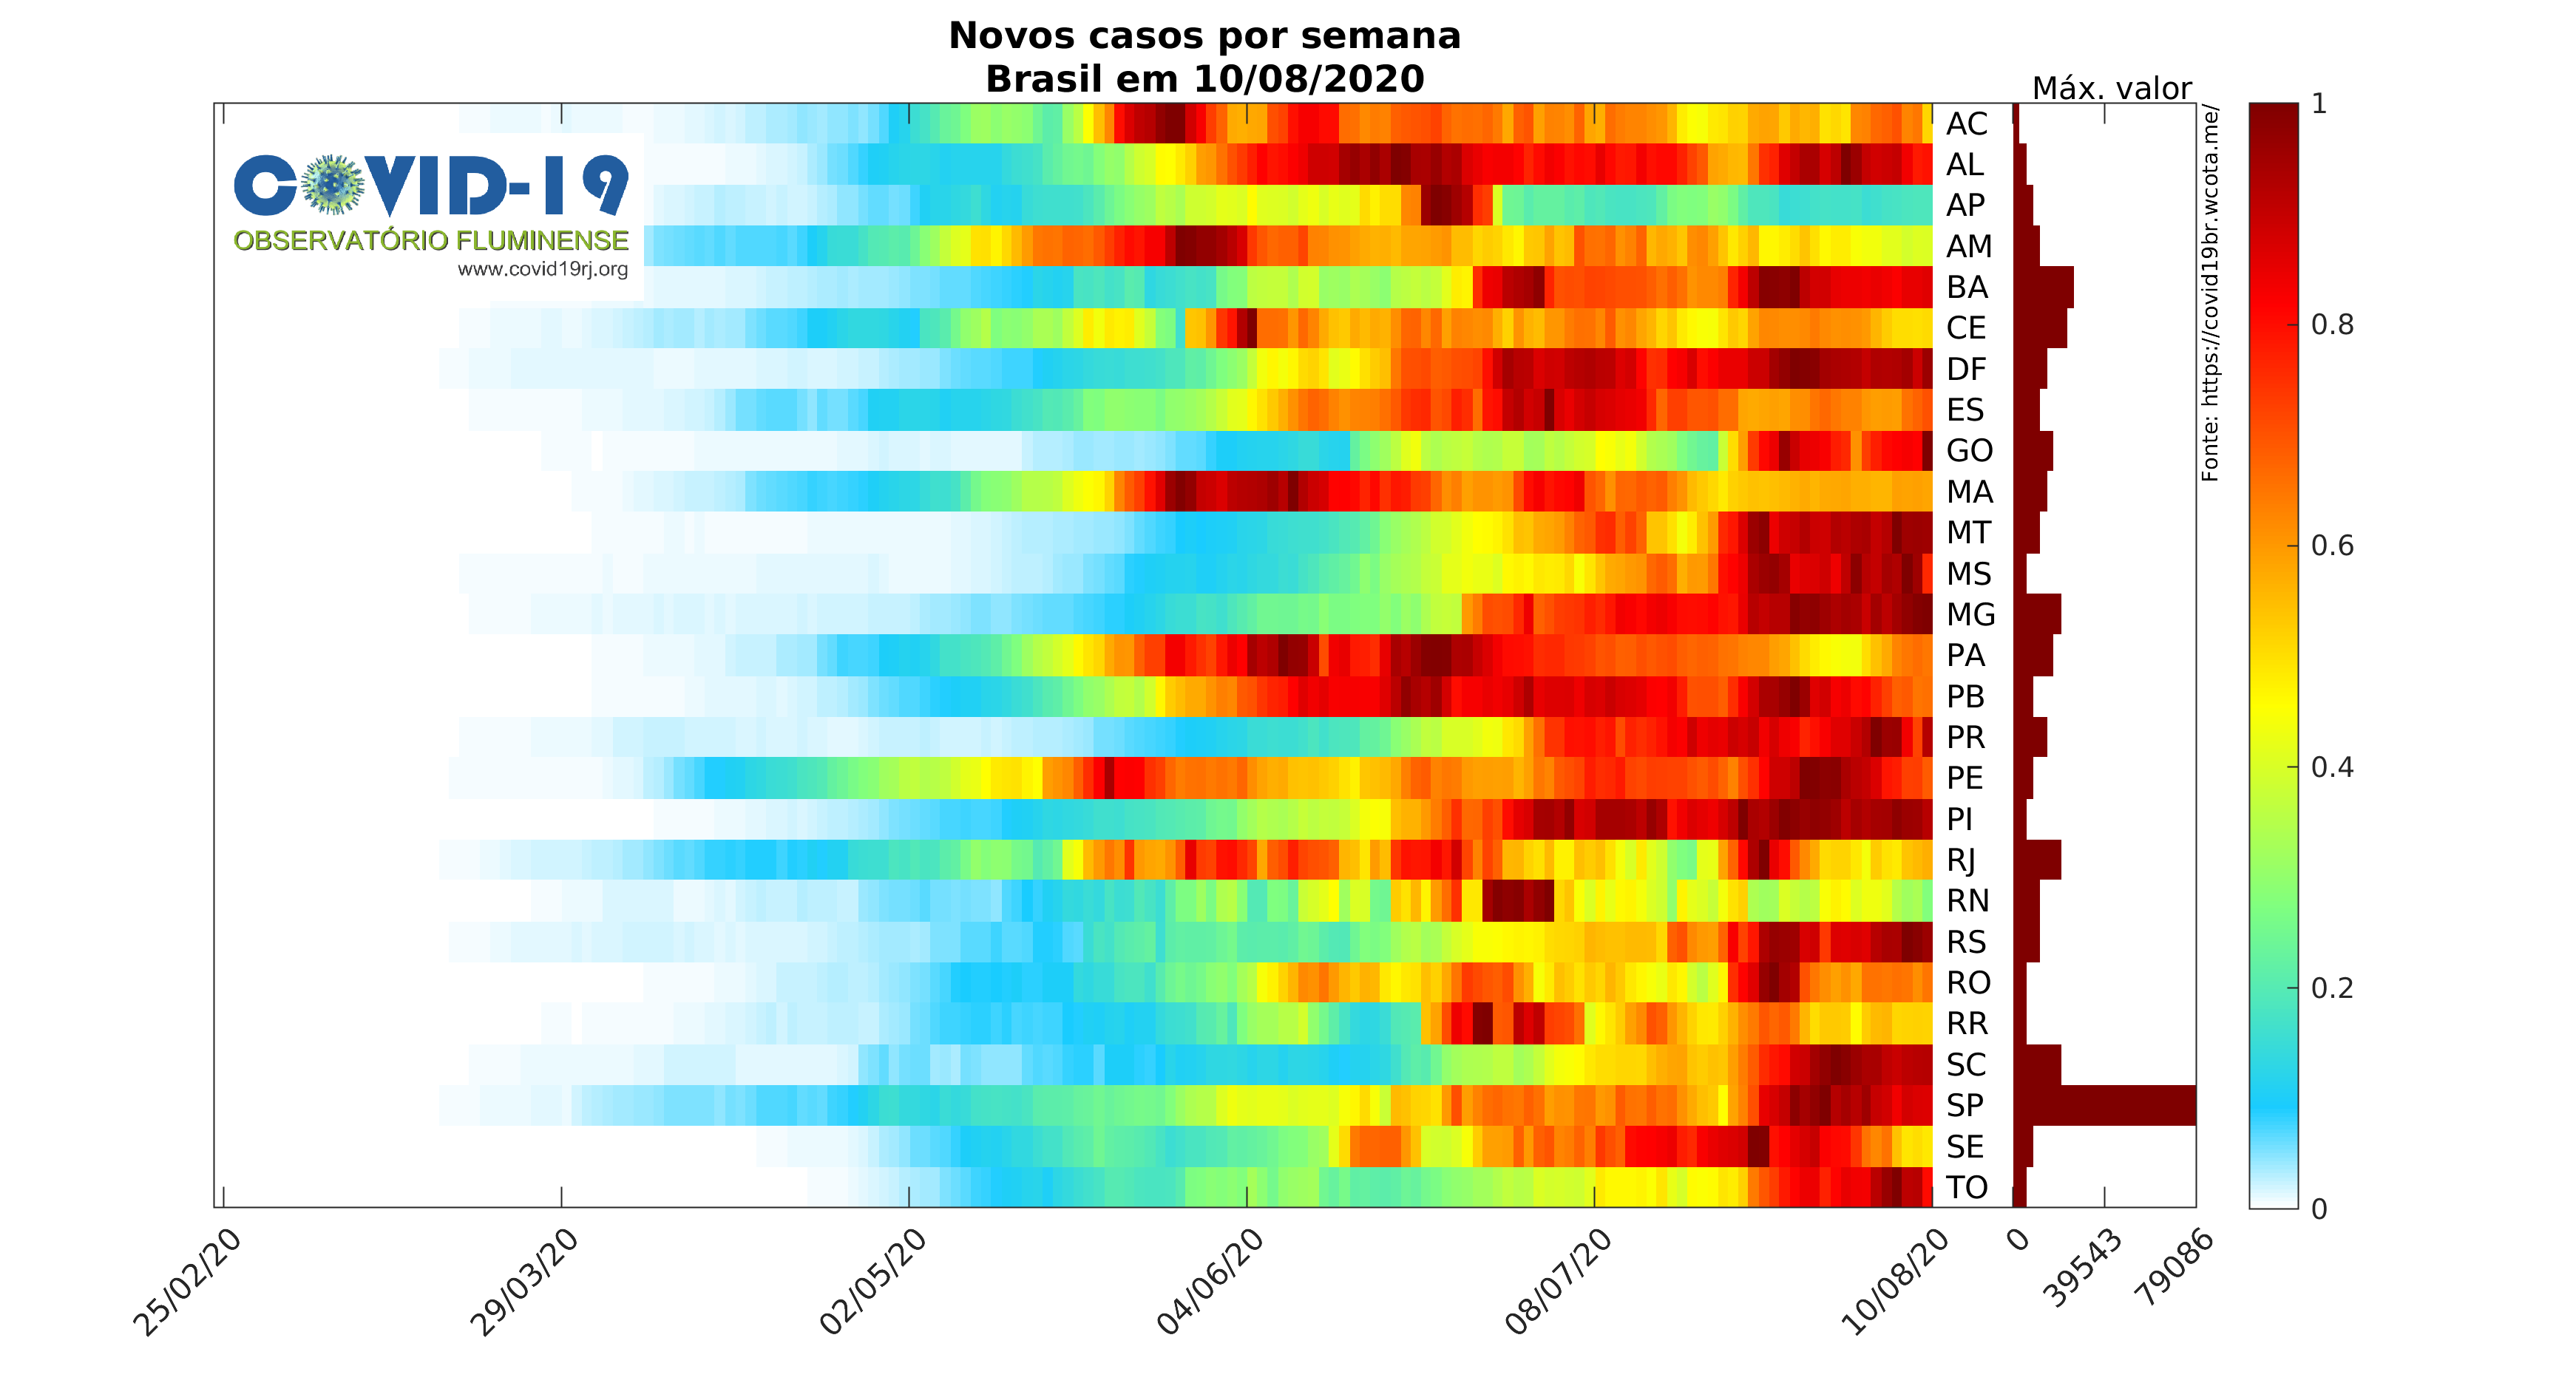 Novos casos por semana
Brasil em 10/08/2020
Máx. valor
COVID-19
OBSERVATÓRIO FLUMINENSE
www.covid19rj.org
AC
AL
AP
AM
BA
CE
DF
ES
GO
MA
MT
MS
MG
PA
PB
PR
PE
PI
RJ
RN
RS
RO
RR
SC
SP
SE
TO
Fonte: https://covid19br.wcota.me/
1
0.8
0.6
0.4
0.2
0
25/02/20
29/03/20
02/05/20
04/06/20
08/07/20
10/08/20
0
39543
79086